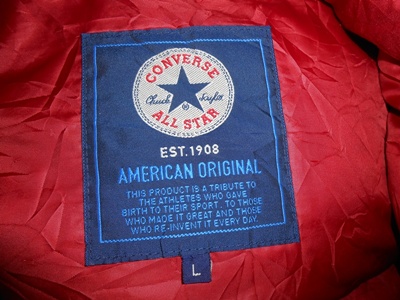 CONVERSE
Chuck Taylor
ALL STAR
EST. 1908
AMERICAN ORIGINAL
THIS PRODUCT IS A TRIBUTE TO
THE ATHLETES WHO GAVE
BIRTH TO THEIR SPORT, TO THOSE
WHO MADE IT GREAT AND THOSE
WHO RE-INVENT IT EVERY DAY.
L